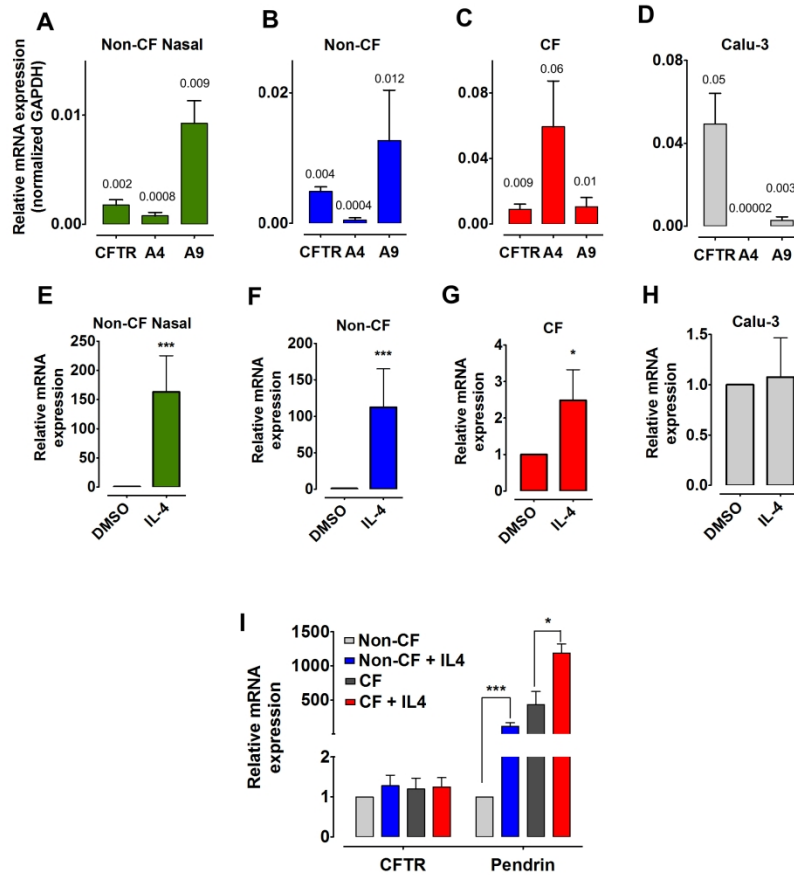 A
Non-CF Nasal
Relative mRNA expression
(normalized GAPDH)
0.01
0.00
0.002
0.0008
0.009
CFTR A4 A9
B
Non-CF
0.02
0.00
0.004
0.0004
0.012
CFTR A4 A9
C
CF
0.12
0.08
0.04
0.00
0.009
0.06
0.01
CFTR A4 A9
D
Calu-3
0.08
0.04
0.00
0.05
0.00002
0.003
CFTR A4 A9
E
Non-CF Nasal
Relative mRNA
expression
250
200
150
100
50
0
***
DMSO
IL-4
F
Non-CF
Relative mRNA
expression
200
150
100
50
0
***
DMSO
IL-4
G
CF
Relative mRNA
expression
4
3
2
1
0
*
DMSO
IL-4
H
Calu-3
Relative mRNA
expression
1.5
1.0
0.5
0.0
DMSO
IL-4
I
Relative mRNA
expression
1500
1000
500
2
1
0
Non-CF
Non-CF + IL4
CF
CF + IL4
***
*
CFTR
Pendrin